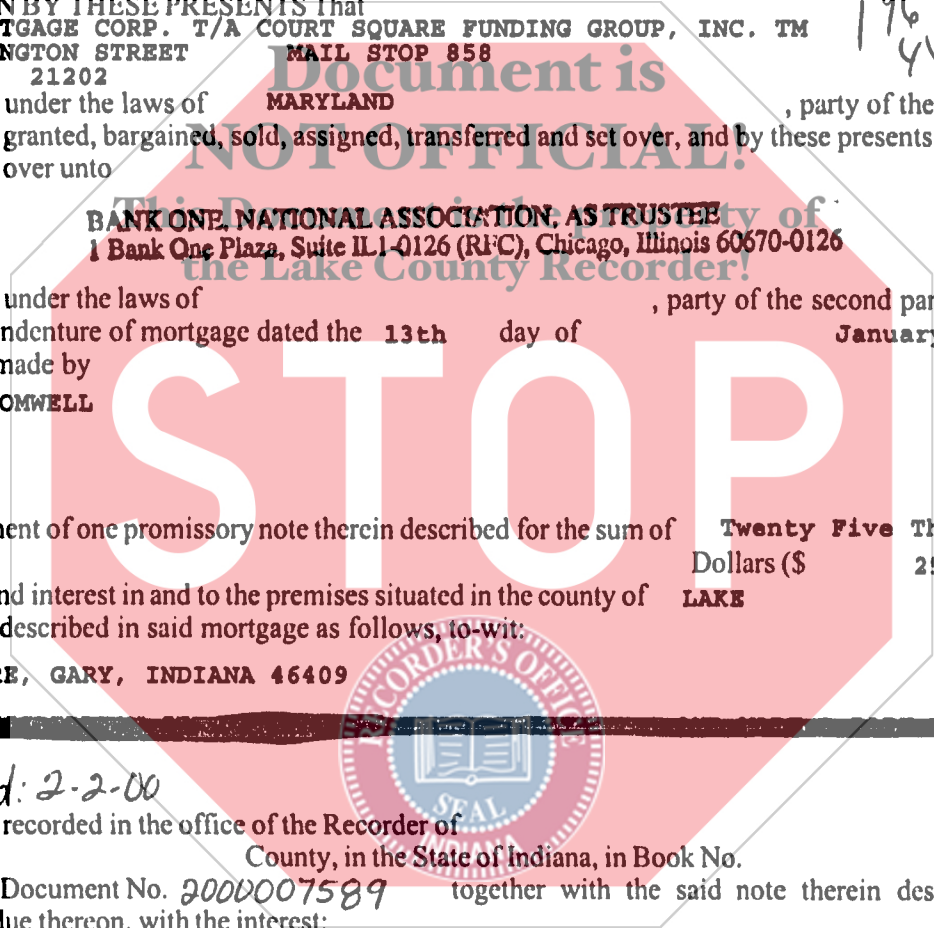 N BY THESE PRESENTS That
TGAGE CORP. T/A COURT SQUARE FUNDING GROUP, INC. TM
196
NGTON STREET MAIL STOP 858
21202
Document is
under the laws of MARYLAND , party of the
granted, bargained, sold, assigned, transferred and set over, and by these presents
NOT OFFICIAL!
over unto
This Document is the property of
BANK ONE, NATIONAL ASSOCIATION, AS TRUSTEE
1 Bank One Plaza, Suite IL1-0126 (RFC), Chicago, Illinois 60670-0126
the Lake County Recorder!
under the laws of , party of the second par
ndenture of mortgage dated the 13th day of January
made by
OMWELL
STOP
ent of one promissory note therein described for the sum of Twenty Five Th
Dollars ($ 25
nd interest in and to the premises situated in the county of LAKE
described in said mortgage as follows, to-wit:
E, GARY, INDIANA 46409
RECORDER'S OFFICE
SEAL
INDIANA
d: 2-2-00
recorded in the office of the Recorder of
County, in the State of Indiana, in Book No.
Document No. 2000007589 together with the said note therein des
lue thereon, with the interest: